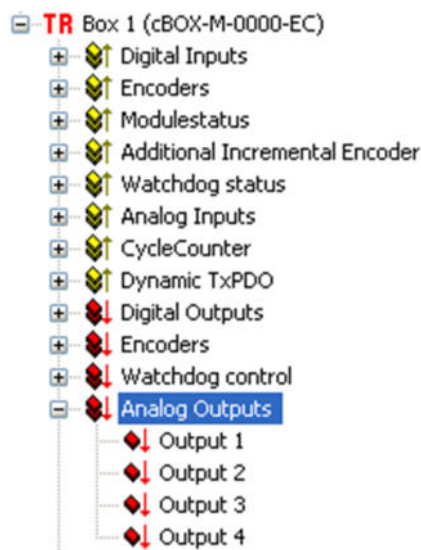 TR Box 1 (cBOX-M-0000-EC)
Digital Inputs
Encoders
Modulestatus
Additional Incremental Encoder
Watchdog status
Analog Inputs
CycleCounter
Dynamic TxPDO
Digital Outputs
Encoders
Watchdog control
Analog Outputs
Output 1
Output 2
Output 3
Output 4